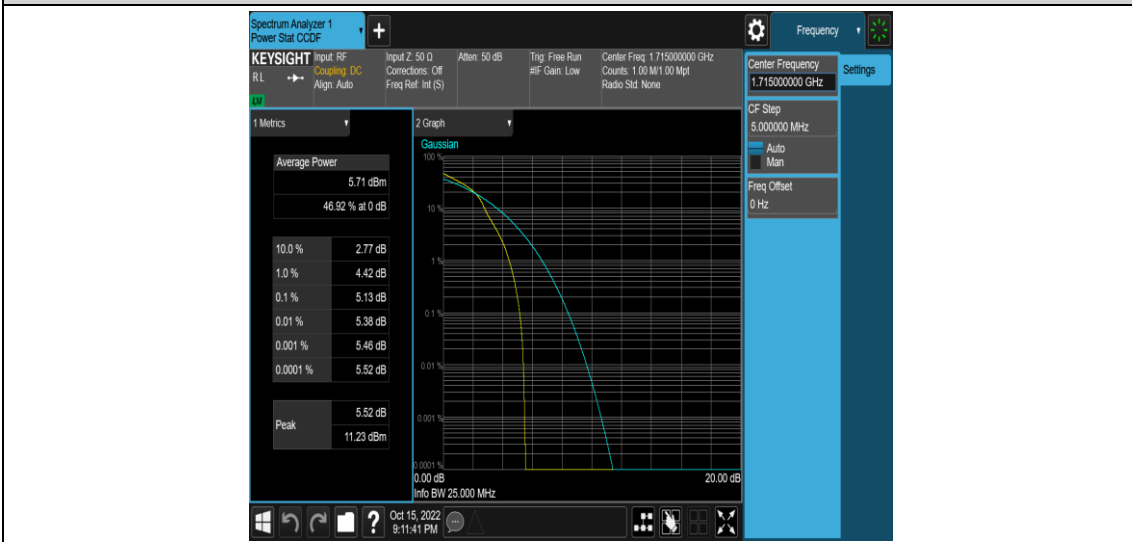 Spectrum Analyzer 1
Power Stat CCDF
+
Frequency
KEYSIGHT
RL
LXI
Input: RF
Coupling: DC
Align: Auto
Input Z: 50 Ω
Corrections: Off
Freq Ref: Int (S)
Atten: 50 dB
Trig: Free Run
#IF Gain: Low
Center Freq: 1.715000000 GHz
Counts: 1.00 M/1.00 Mpt
Radio Std: None
Center Frequency
1.715000000 GHz
Settings
CF Step
5.000000 MHz
Auto
Man
Freq Offset
0 Hz
1 Metrics
Average Power
5.71 dBm
46.92 % at 0 dB
10.0 % 2.77 dB
1.0 % 4.42 dB
0.1 % 5.13 dB
0.01 % 5.38 dB
0.001 % 5.46 dB
0.0001 % 5.52 dB
Peak
5.52 dB
11.23 dBm
2 Graph
Gaussian
100 %
10 %
1 %
0.1 %
0.01 %
0.001 %
0.0001 %
0.00 dB 20.00 dB
Info BW 25.000 MHz
?
Oct 15, 2022
9:11:41 PM